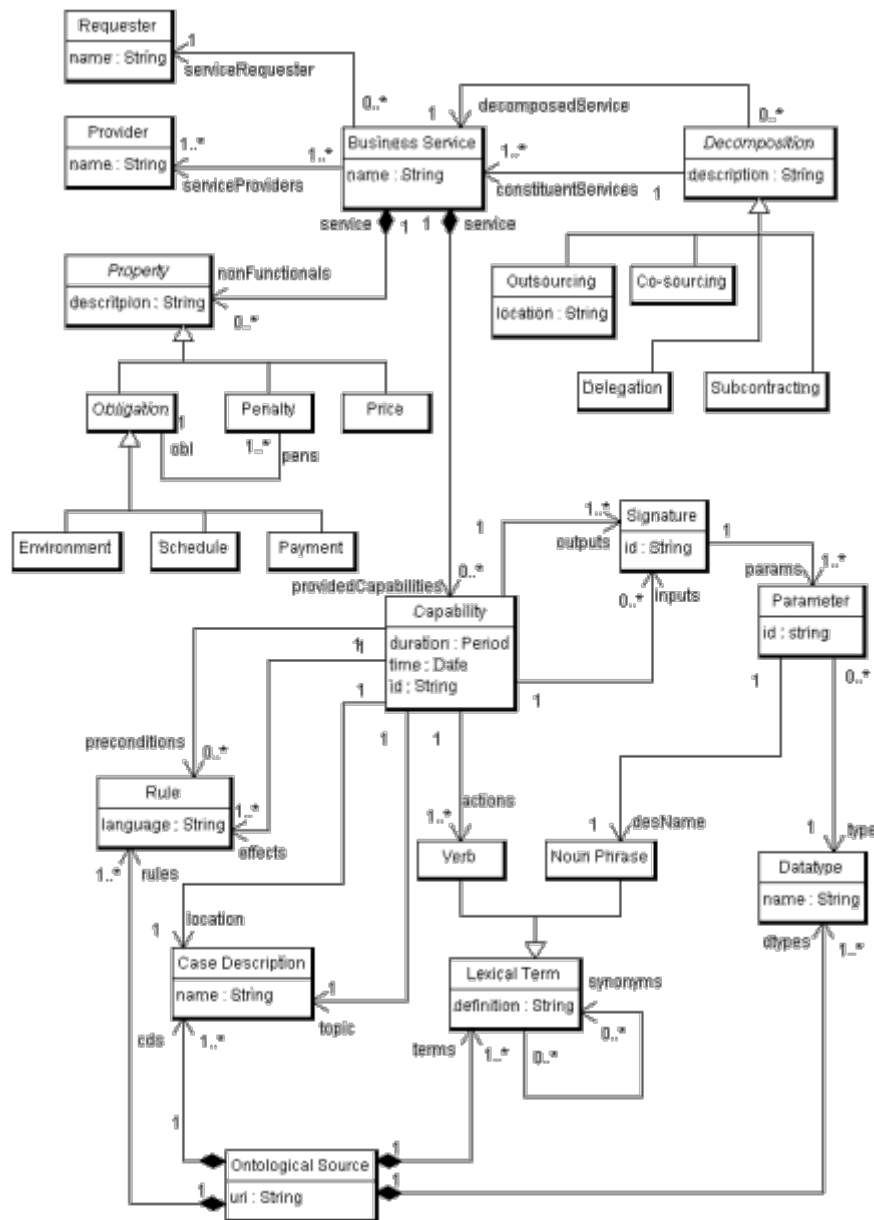 Requester
name : String
1
serviceRequester
0..*
Provider
name : String
1..*
serviceProviders
1..*
Business Service
name : String
1
decomposedService
0..*
1..*
constituentServices
1
Decomposition
description : String
service
1
1
service
Property
descritpion : String
nonFunctionals
0..*
Outsourcing
location : String
Co-sourcing
Delegation
Subcontracting
Obligation
1
obl
Penalty
1..*
pens
Price
Environment
Schedule
Payment
providedCapabilities
0..*
1
1..*
outputs
Signature
id : String
1
params
1..*
0..*
inputs
1
Capability
duration : Period
time : Date
id : String
Parameter
id : string
1
1
1
1
1
1
0..*
preconditions
0..*
Rule
language : String
1..*
effects
1..*
rules
actions
1..*
Verb
1
desName
Noun Phrase
1
type
Datatype
name : String
dtypes
1..*
location
1
Case Description
name : String
1
topic
cds
1..*
Lexical Term
definition : String
synonyms
0..*
0..*
terms
1..*
1
Ontological Source
uri : String
1
1
1